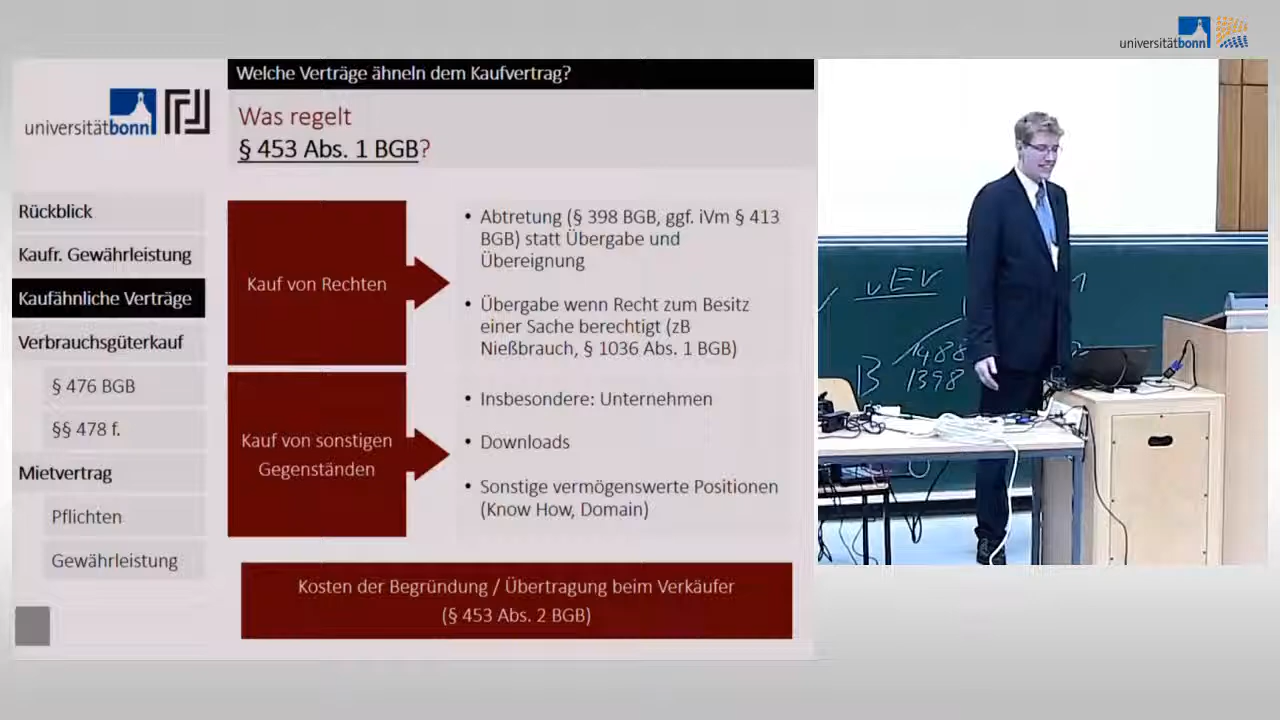 universitätbonn
Welche Verträge ähneln dem Kaufvertrag?
universitätbonn
Was regelt
§ 453 Abs. 1 BGB?
Rückblick
Kaufr. Gewährleistung
Kaufähnliche Verträge
Verbrauchsgüterkauf
§ 476 BGB
§§ 478 f.
Mietvertrag
Pflichten
Gewährleistung
Kauf von Rechten
• Abtretung (§ 398 BGB, ggf. iVm § 413
BGB) statt Übergabe und
Übereignung
• Übergabe wenn Recht zum Besitz
einer Sache berechtigt (zB
Nießbrauch, § 1036 Abs. 1 BGB)
Kauf von sonstigen
Gegenständen
• Insbesondere: Unternehmen
• Downloads
• Sonstige vermögenswerte Positionen
(Know How, Domain)
Kosten der Begründung / Übertragung beim Verkäufer
(§ 453 Abs. 2 BGB)
vEV
B
1488
1398